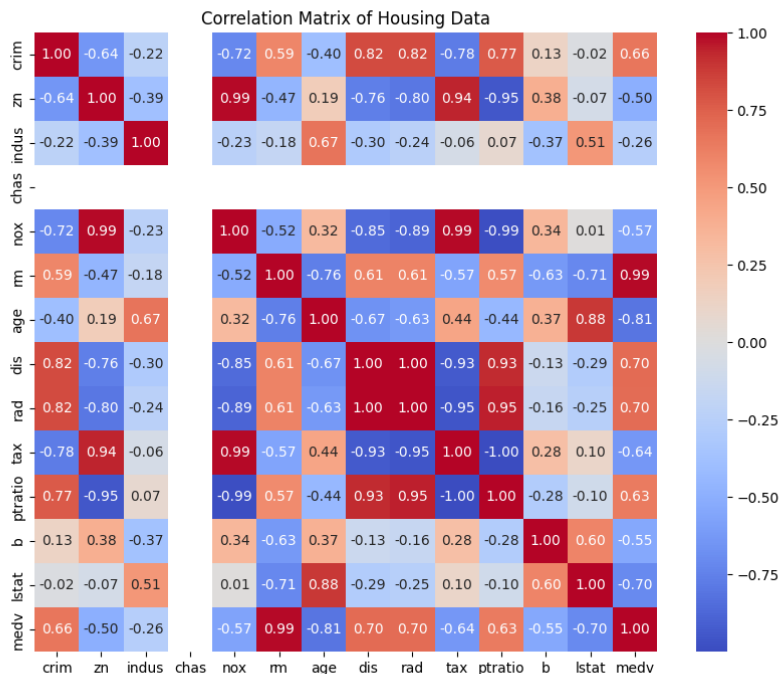 Correlation Matrix of Housing Data
crim 1.00 -0.64 -0.22 -0.72 0.59 -0.40 0.82 0.82 -0.78 0.77 0.13 -0.02 0.66
zn -0.64 1.00 -0.39 0.99 -0.47 0.19 -0.76 -0.80 0.94 -0.95 0.38 -0.07 -0.50
indus -0.22 -0.39 1.00 -0.23 -0.18 0.67 -0.30 -0.24 -0.06 0.07 -0.37 0.51 -0.26
chas
nox -0.72 0.99 -0.23 1.00 -0.52 0.32 -0.85 -0.89 0.99 -0.99 0.34 0.01 -0.57
rm 0.59 -0.47 -0.18 -0.52 1.00 -0.76 0.61 0.61 -0.57 0.57 -0.63 -0.71 0.99
age -0.40 0.19 0.67 0.32 -0.76 1.00 -0.67 -0.63 0.44 -0.44 0.37 0.88 -0.81
dis 0.82 -0.76 -0.30 -0.85 0.61 -0.67 1.00 1.00 -0.93 0.93 -0.13 -0.29 0.70
rad 0.82 -0.80 -0.24 -0.89 0.61 -0.63 1.00 1.00 -0.95 0.95 -0.16 -0.25 0.70
tax -0.78 0.94 -0.06 0.99 -0.57 0.44 -0.93 -0.95 1.00 -1.00 0.28 0.10 -0.64
ptratio 0.77 -0.95 0.07 -0.99 0.57 -0.44 0.93 0.95 -1.00 1.00 -0.28 -0.10 0.63
b 0.13 0.38 -0.37 0.34 -0.63 0.37 -0.13 -0.16 0.28 -0.28 1.00 0.60 -0.55
lstat -0.02 -0.07 0.51 0.01 -0.71 0.88 -0.29 -0.25 0.10 -0.10 0.60 1.00 -0.70
medv 0.66 -0.50 -0.26 -0.57 0.99 -0.81 0.70 0.70 -0.64 0.63 -0.55 -0.70 1.00
crim zn indus chas nox rm age dis rad tax ptratio b lstat medv
1.00
0.75
0.50
0.25
0.00
-0.25
-0.50
-0.75